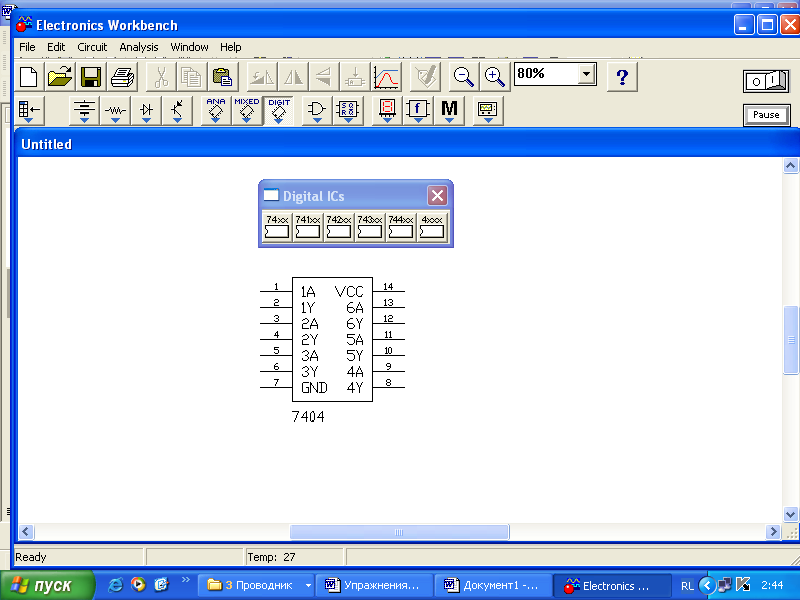 Electronics Workbench
File Edit Circuit Analysis Window Help
80%
?
O I
ANA MIXED DIGIT
S Q
R Q
f M
Pause
Untitled
Digital ICs
74xx 741xx 742xx 743xx 744xx 4xxx
1 1A VCC 14
2 1Y 6A 13
3 2A 6Y 12
4 2Y 5A 11
5 3A 5Y 10
6 3Y 4A 9
7 GND 4Y 8
7404
Ready Temp: 27
пуск
3 Проводник
Упражнения...
Документ1 -...
Electronics ...
RL
2:44